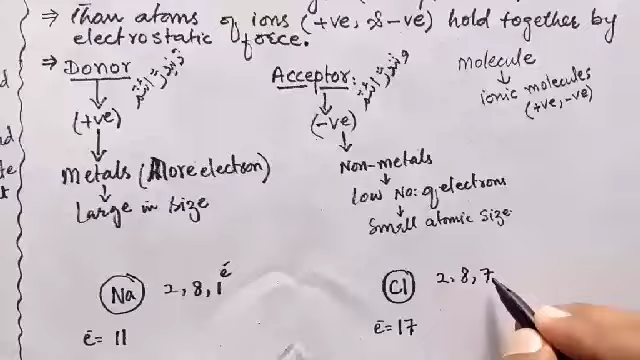 ⇒ Than atoms of ions (+ve, & -ve) hold together by
electrostatic force.
⇒ Donor
↓
(+ve)
↓
Metals (More electron)
↓
Large in size
Acceptor:
↓
(-ve)
↓
Non-metals
↓
Low No: of electrons
↓
Small atomic size
Molecule
↓
ionic molecules
(+ve, -ve)
Na 2, 8, 1 ē
ē = 11
Cl 2, 8, 7
ē = 17